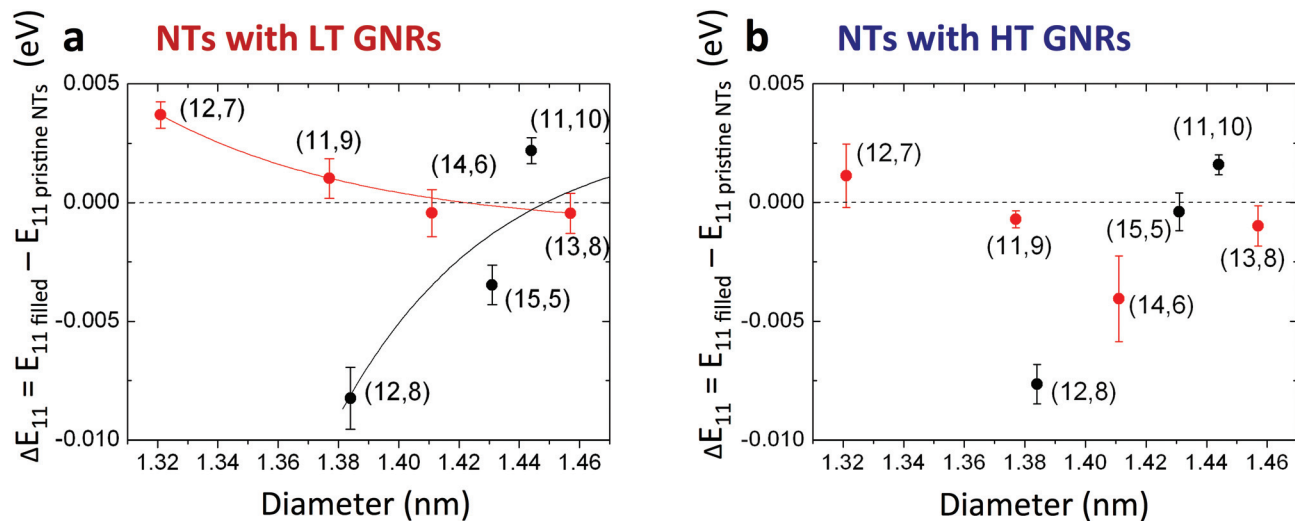 a NTs with LT GNRs
ΔE11 = E11 filled – E11 pristine NTs (eV)
0.005
0.000
-0.005
-0.010
(12,7)
(11,9)
(14,6)
(11,10)
(13,8)
(15,5)
(12,8)
1.32 1.34 1.36 1.38 1.40 1.42 1.44 1.46
Diameter (nm)
b NTs with HT GNRs
ΔE11 = E11 filled – E11 pristine NTs (eV)
0.005
0.000
-0.005
-0.010
(12,7)
(11,10)
(11,9)
(15,5)
(13,8)
(14,6)
(12,8)
1.32 1.34 1.36 1.38 1.40 1.42 1.44 1.46
Diameter (nm)